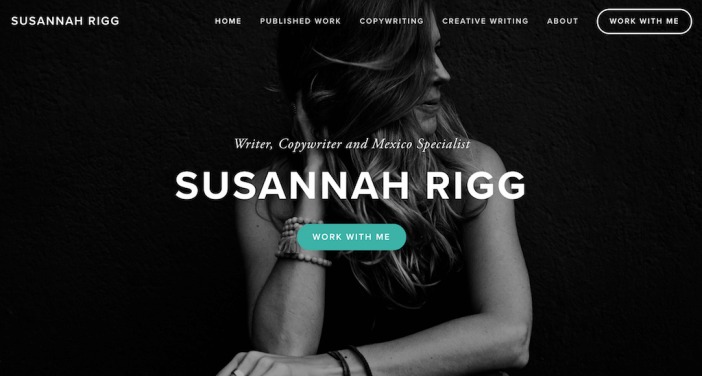 SUSANNAH RIGG
HOME PUBLISHED WORK COPYWRITING CREATIVE WRITING ABOUT WORK WITH ME
Writer, Copywriter and Mexico Specialist
SUSANNAH RIGG
WORK WITH ME